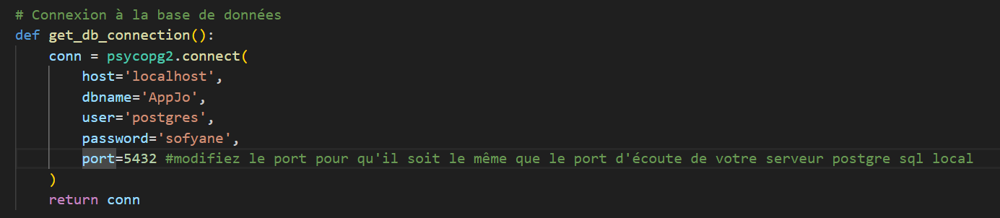 # Connexion à la base de données
def get_db_connection():
    conn = psycopg2.connect(
        host='localhost',
        dbname='AppJo',
        user='postgres',
        password='sofyane',
        port=5432 #modifiez le port pour qu'il soit le même que le port d'écoute de votre serveur postgre sql local
    )
    return conn